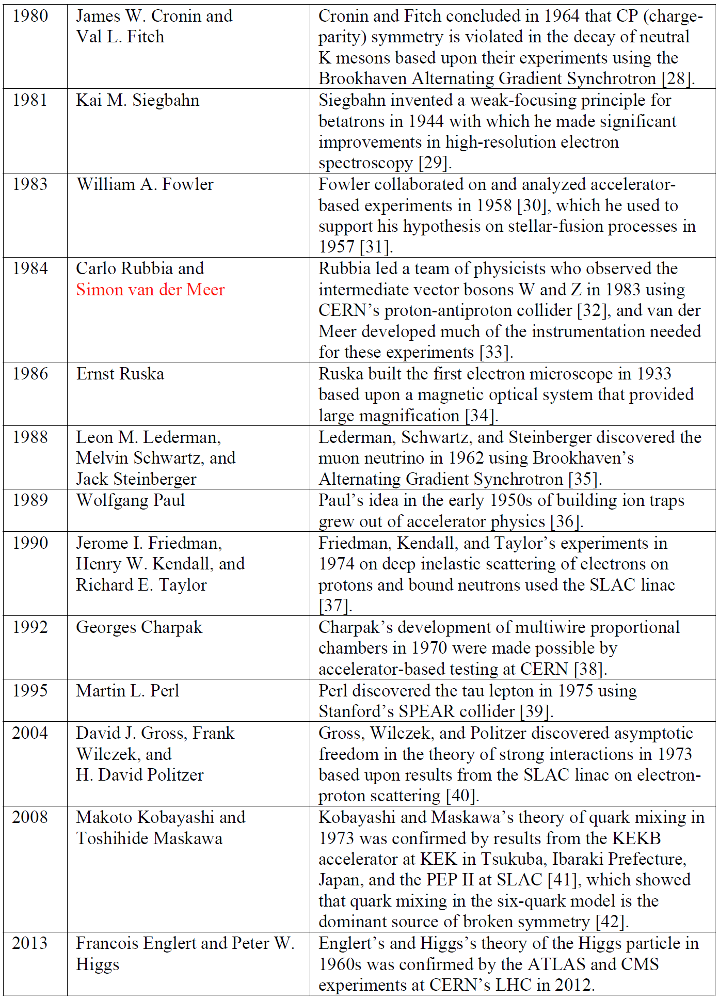 1980
James W. Cronin and
Val L. Fitch
Cronin and Fitch concluded in 1964 that CP (charge-
parity) symmetry is violated in the decay of neutral
K mesons based upon their experiments using the
Brookhaven Alternating Gradient Synchrotron [28].
1981
Kai M. Siegbahn
Siegbahn invented a weak-focusing principle for
betatrons in 1944 with which he made significant
improvements in high-resolution electron
spectroscopy [29].
1983
William A. Fowler
Fowler collaborated on and analyzed accelerator-
based experiments in 1958 [30], which he used to
support his hypothesis on stellar-fusion processes in
1957 [31].
1984
Carlo Rubbia and
Simon van der Meer
Rubbia led a team of physicists who observed the
intermediate vector bosons W and Z in 1983 using
CERN’s proton-antiproton collider [32], and van der
Meer developed much of the instrumentation needed
for these experiments [33].
1986
Ernst Ruska
Ruska built the first electron microscope in 1933
based upon a magnetic optical system that provided
large magnification [34].
1988
Leon M. Lederman,
Melvin Schwartz, and
Jack Steinberger
Lederman, Schwartz, and Steinberger discovered the
muon neutrino in 1962 using Brookhaven’s
Alternating Gradient Synchrotron [35].
1989
Wolfgang Paul
Paul’s idea in the early 1950s of building ion traps
grew out of accelerator physics [36].
1990
Jerome I. Friedman,
Henry W. Kendall, and
Richard E. Taylor
Friedman, Kendall, and Taylor’s experiments in
1974 on deep inelastic scattering of electrons on
protons and bound neutrons used the SLAC linac
[37].
1992
Georges Charpak
Charpak’s development of multiwire proportional
chambers in 1970 were made possible by
accelerator-based testing at CERN [38].
1995
Martin L. Perl
Perl discovered the tau lepton in 1975 using
Stanford’s SPEAR collider [39].
2004
David J. Gross, Frank
Wilczek, and
H. David Politzer
Gross, Wilczek, and Politzer discovered asymptotic
freedom in the theory of strong interactions in 1973
based upon results from the SLAC linac on electron-
proton scattering [40].
2008
Makoto Kobayashi and
Toshihide Maskawa
Kobayashi and Maskawa’s theory of quark mixing in
1973 was confirmed by results from the KEKB
accelerator at KEK in Tsukuba, Ibaraki Prefecture,
Japan, and the PEP II at SLAC [41], which showed
that quark mixing in the six-quark model is the
dominant source of broken symmetry [42].
2013
Francois Englert and Peter W.
Higgs
Englert’s and Higgs’s theory of the Higgs particle in
1960s was confirmed by the ATLAS and CMS
experiments at CERN’s LHC in 2012.